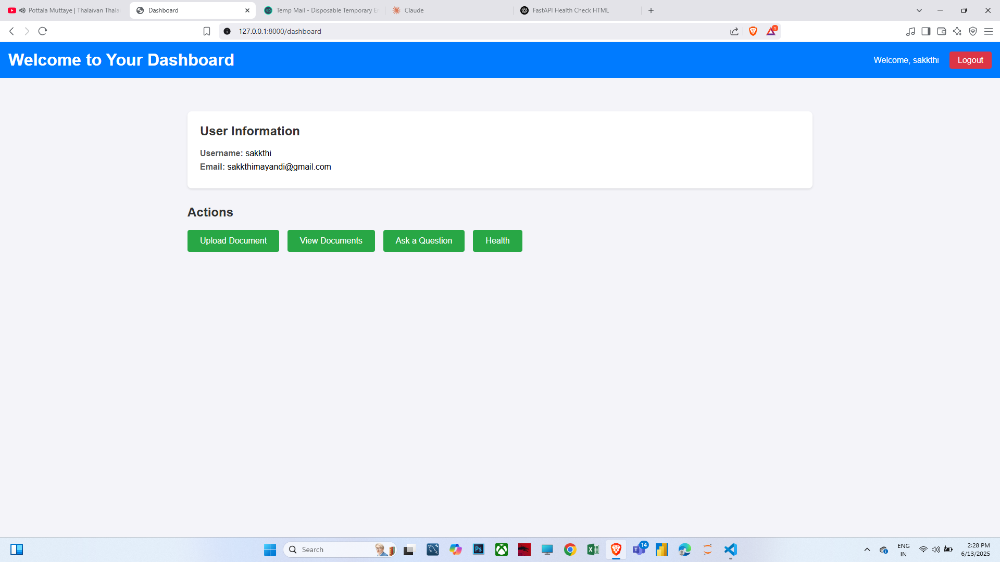 Pottala Muttaye | Thalaivan Thala
Dashboard
Temp Mail - Disposable Temporary E
Claude
FastAPI Health Check HTML
127.0.0.1:8000/dashboard
1
Welcome to Your Dashboard
Welcome, sakkthi
Logout
User Information
Username: sakkthi
Email: sakkthimayandi@gmail.com
Actions
Upload Document
View Documents
Ask a Question
Health
Search
Ps
14
ENG
IN
2:28 PM
6/13/2025